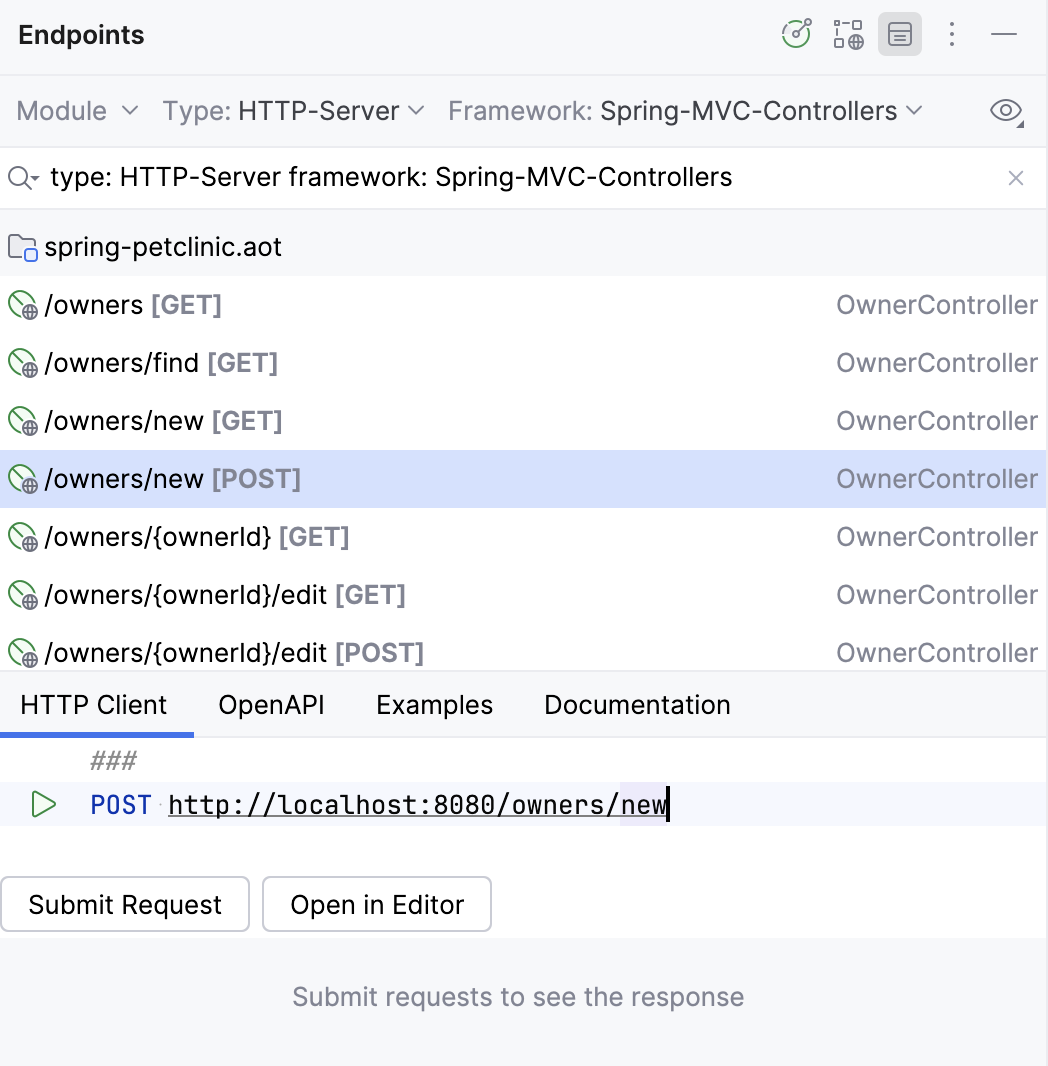 Endpoints
Module Type: HTTP-Server Framework: Spring-MVC-Controllers
type: HTTP-Server framework: Spring-MVC-Controllers
spring-petclinic.aot
/owners [GET] OwnerController
/owners/find [GET] OwnerController
/owners/new [GET] OwnerController
/owners/new [POST] OwnerController
/owners/{ownerId} [GET] OwnerController
/owners/{ownerId}/edit [GET] OwnerController
/owners/{ownerId}/edit [POST] OwnerController
HTTP Client OpenAPI Examples Documentation
###
POST http://localhost:8080/owners/new
Submit Request Open in Editor
Submit requests to see the response